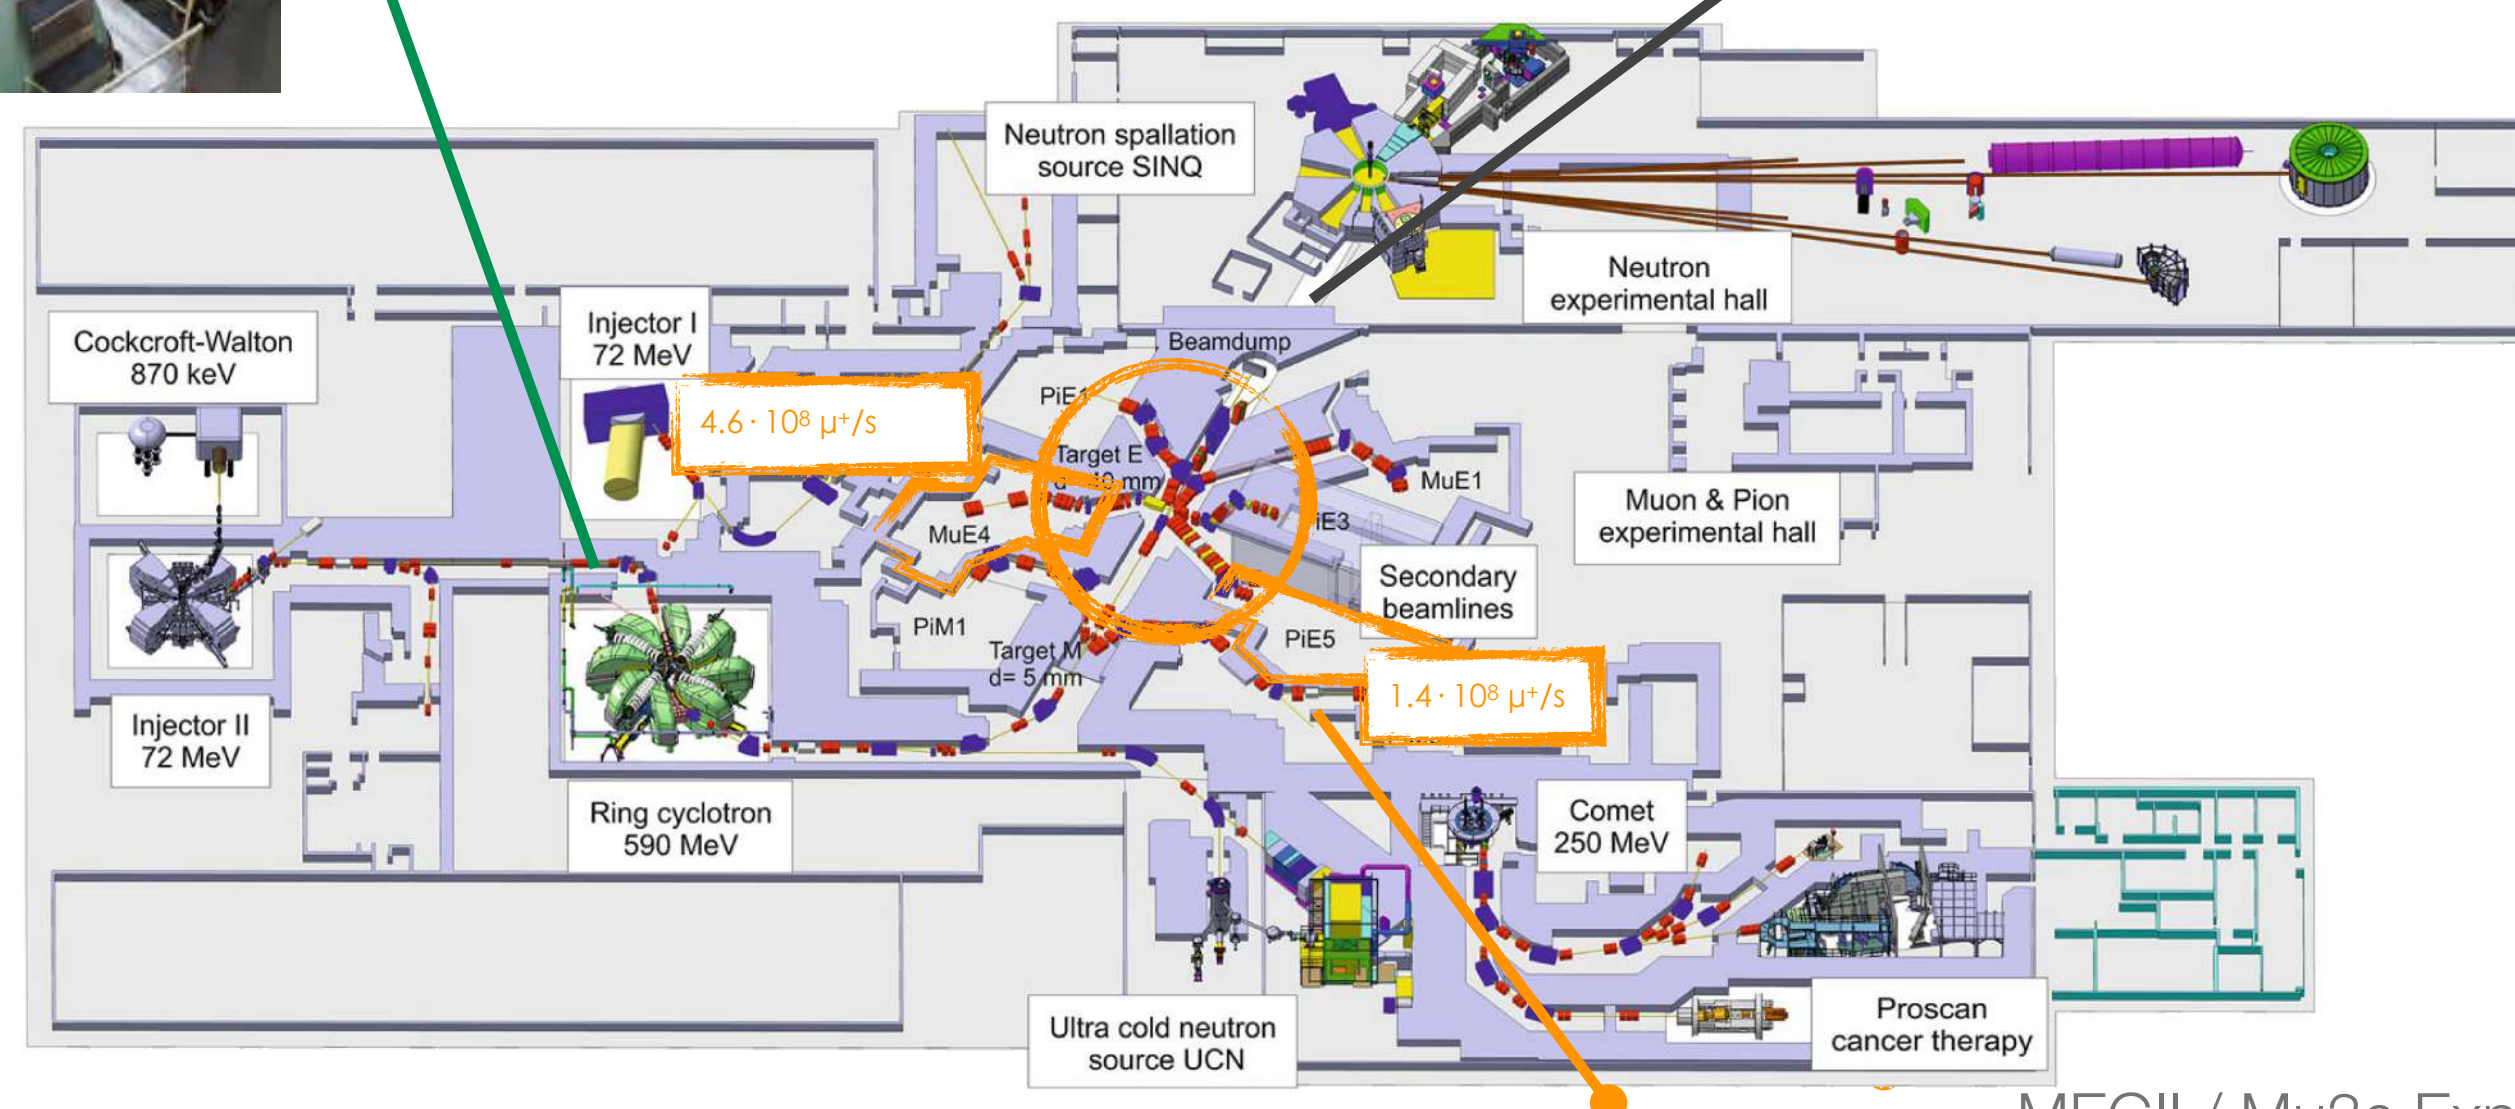 Neutron spallation
source SINQ
Neutron
experimental hall
Cockcroft-Walton
870 keV
Injector I
72 MeV
Beamdump
4.6 · 10⁸ µ⁺/s
Target E
mm
MuE1
MuE4
Muon & Pion
experimental hall
Secondary
beamlines
PiM1
PiE5
Target M
d= 5 mm
1.4 · 10⁸ µ⁺/s
Injector II
72 MeV
Ring cyclotron
590 MeV
Comet
250 MeV
Ultra cold neutron
source UCN
Proscan
cancer therapy